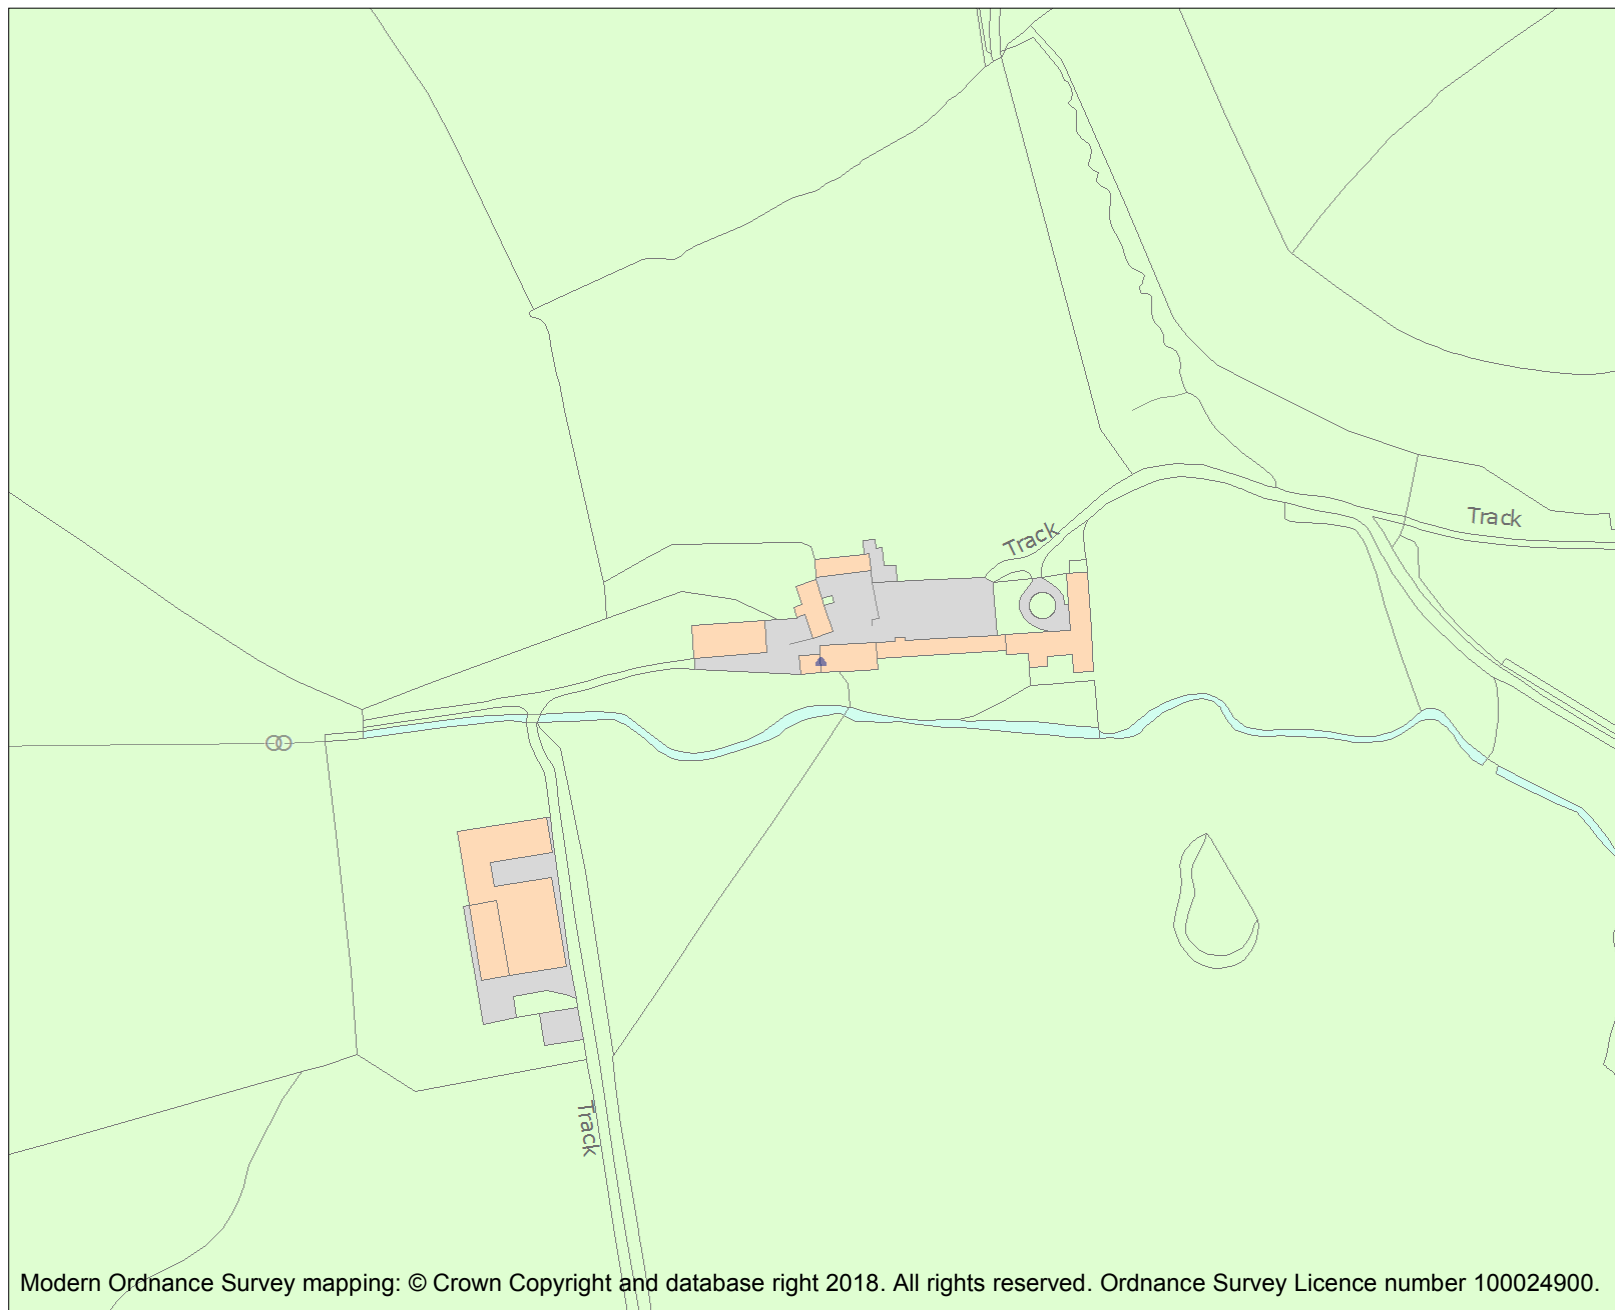 Track
Track
Track
Modern Ordnance Survey mapping: © Crown Copyright and database right 2018. All rights reserved. Ordnance Survey Licence number 100024900.